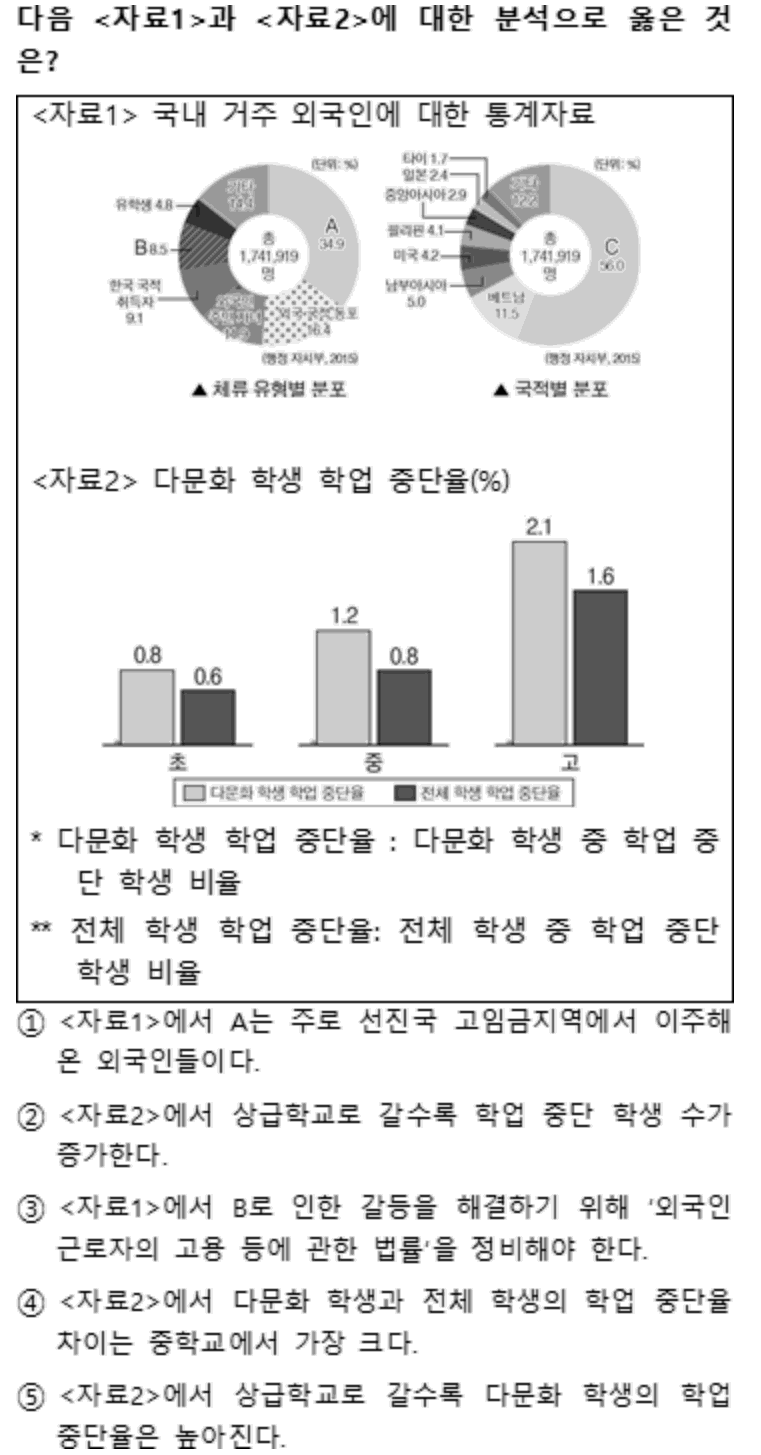 다음 <자료1>과 <자료2>에 대한 분석으로 옳은 것
은?
<자료1> 국내 거주 외국인에 대한 통계자료
(단위: %)
기타
14.4
유학생 4.8
B 8.5
한국 국적
취득자
9.1
외국인
주민 자녀
외국 국적 동포
16.4
A
34.9
총
1,741,919
명
(행정 자치부, 2015)
▲ 체류 유형별 분포
(단위: %)
타이 1.7
일본 2.4
중앙아시아 2.9
필리핀 4.1
미국 4.2
남부아시아
5.0
베트남
11.5
기타
12.2
C
56.0
총
1,741,919
명
(행정 자치부, 2015)
▲ 국적별 분포
<자료2> 다문화 학생 학업 중단율(%)
0.8
0.6
1.2
0.8
2.1
1.6
초
중
고
다문화 학생 학업 중단율
전체 학생 학업 중단율
* 다문화 학생 학업 중단율 : 다문화 학생 중 학업 중
단 학생 비율
** 전체 학생 학업 중단율: 전체 학생 중 학업 중단
학생 비율
① <자료1>에서 A는 주로 선진국 고임금지역에서 이주해
온 외국인들이다.
② <자료2>에서 상급학교로 갈수록 학업 중단 학생 수가
증가한다.
③ <자료1>에서 B로 인한 갈등을 해결하기 위해 '외국인
근로자의 고용 등에 관한 법률'을 정비해야 한다.
④ <자료2>에서 다문화 학생과 전체 학생의 학업 중단율
차이는 중학교에서 가장 크다.
⑤ <자료2>에서 상급학교로 갈수록 다문화 학생의 학업
중단율은 높아진다.